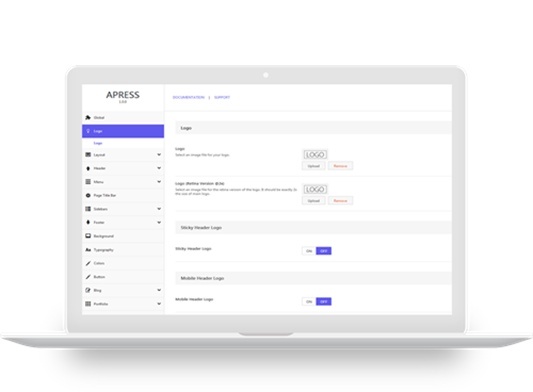 APRESS
DOCUMENTATION | SUPPORT
Global
Logo
Logo
Layout
Header
Menu
Page Title Bar
Sidebars
Footer
Background
Typography
Colors
Button
Blog
Portfolio
Logo
Logo
Select an image file for your logo.
LOGO
Upload Remove
Logo (Retina Version @2x)
Select an image file for the retina version of the logo. It should be exactly 2x
the size of main logo.
LOGO
Upload Remove
Sticky Header Logo
Sticky Header Logo
ON OFF
Mobile Header Logo
Mobile Header Logo
ON OFF